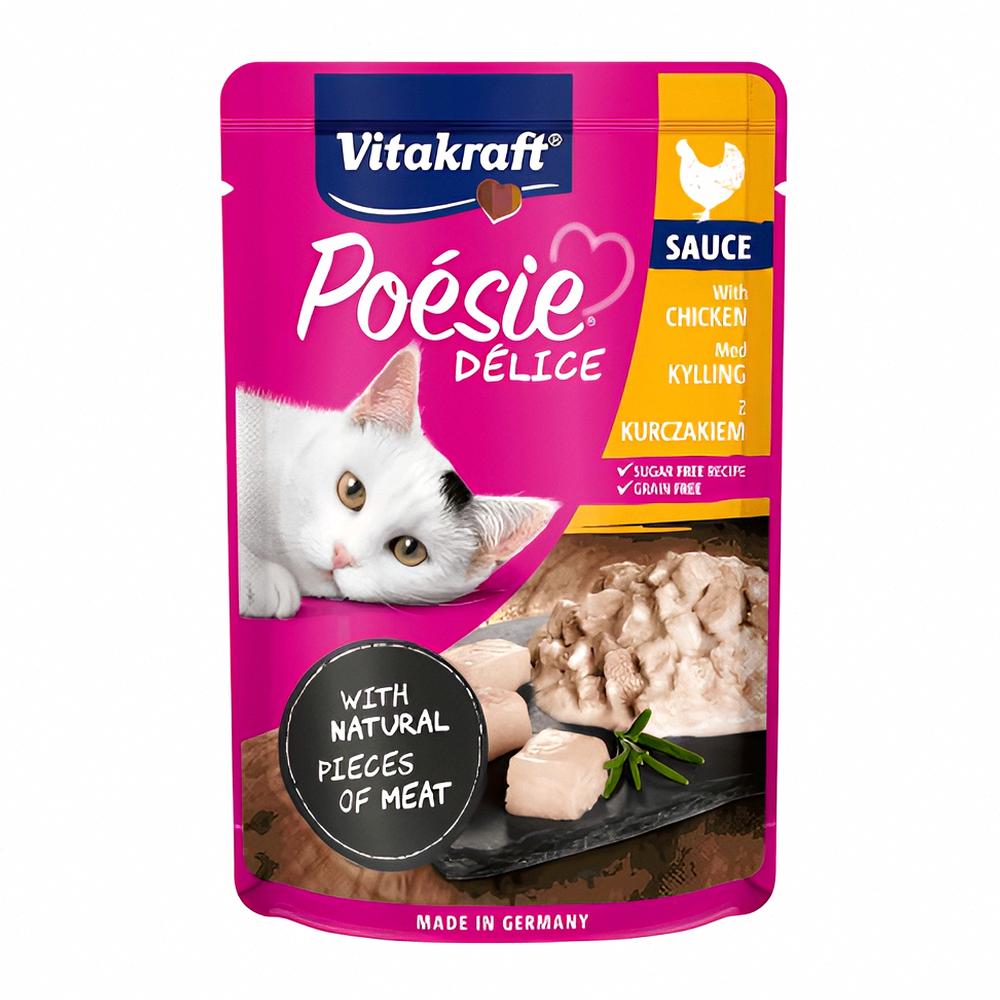 Vitakraft®
Poésie®
DÉLICE
SAUCE
With
CHICKEN
Med
KYLLING
z
KURCZAKIEM
✓SUGAR FREE RECIPE
✓GRAIN FREE
WITH
NATURAL
PIECES
OF MEAT
MADE IN GERMANY